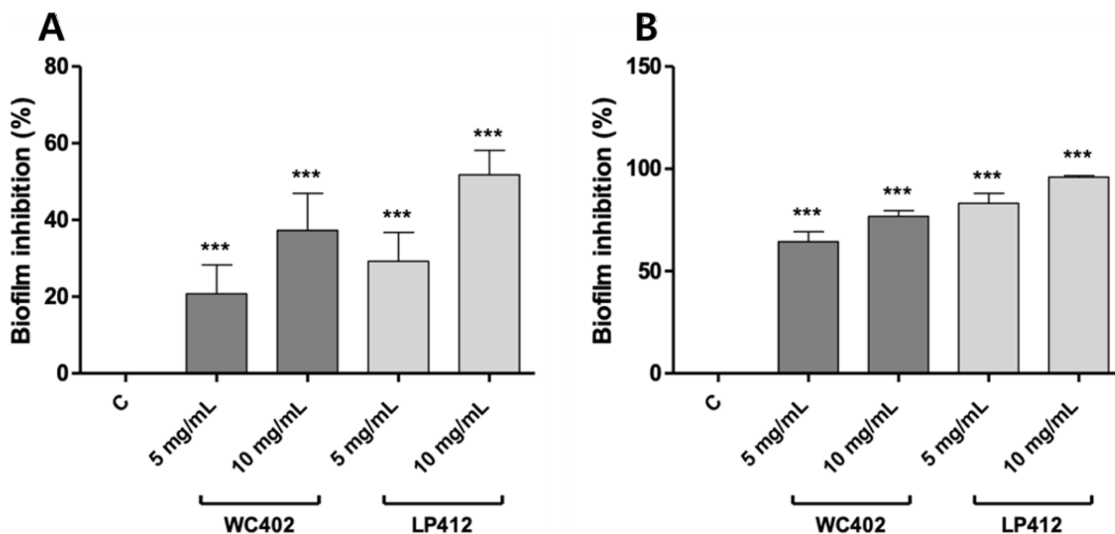 A
Biofilm inhibition (%)
80
60
40
20
0
***
***
***
***
C
5 mg/mL
10 mg/mL
5 mg/mL
10 mg/mL
WC402
LP412
B
Biofilm inhibition (%)
150
100
50
0
***
***
***
***
C
5 mg/mL
10 mg/mL
5 mg/mL
10 mg/mL
WC402
LP412